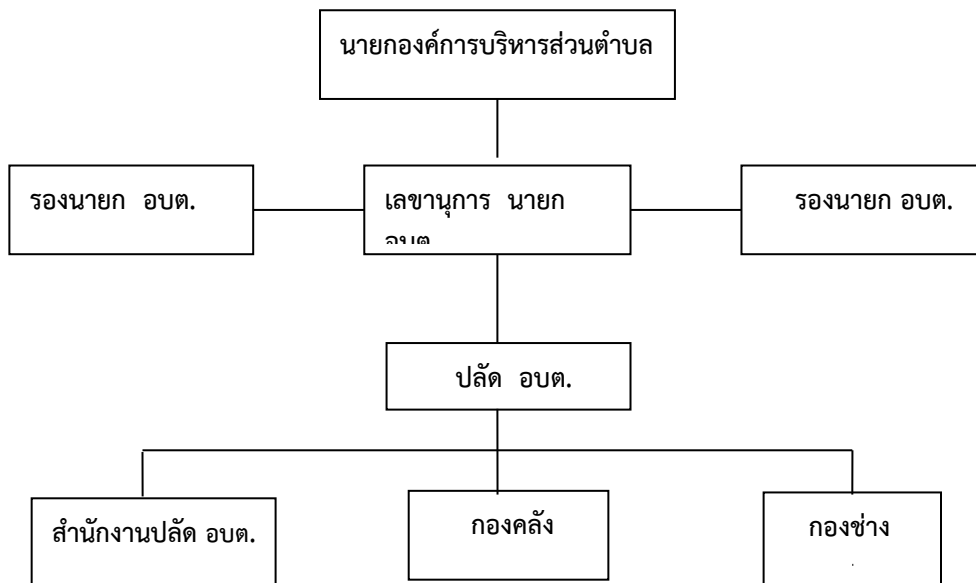 นายกองค์การบริหารส่วนตำบล
รองนายก อบต.
เลขานุการ นายก
อบต
รองนายก อบต.
ปลัด อบต.
สำนักงานปลัด อบต.
กองคลัง
กองช่าง